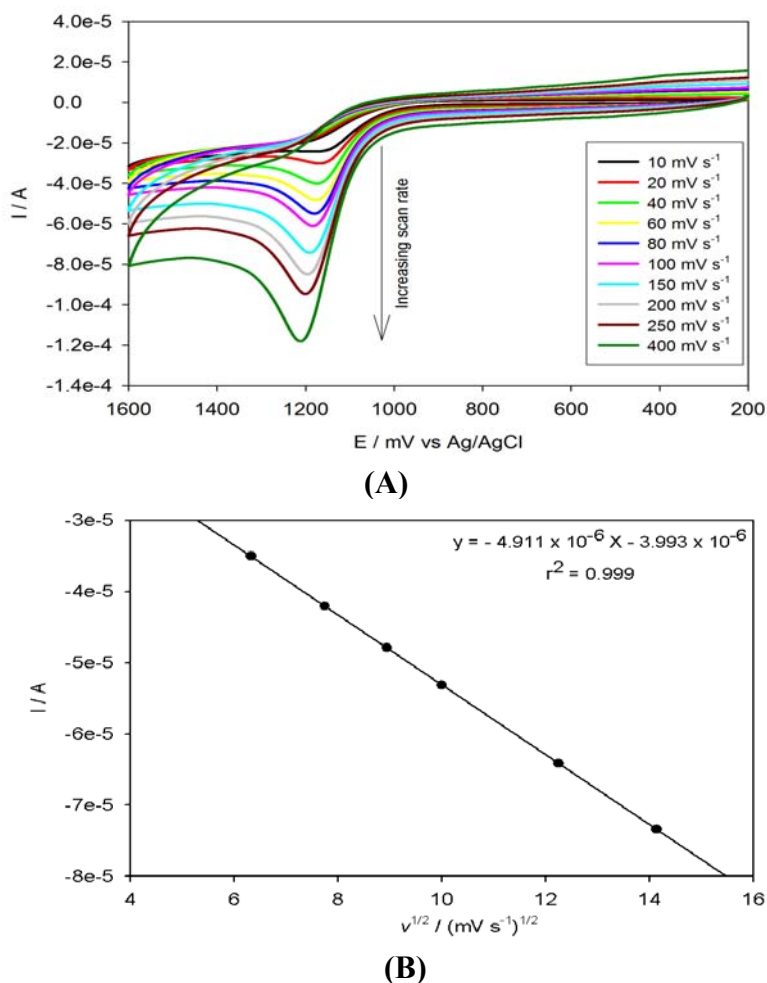 4.0e-5
2.0e-5
0.0
-2.0e-5
-4.0e-5
-6.0e-5
-8.0e-5
-1.0e-4
-1.2e-4
-1.4e-4
I / A
1600 1400 1200 1000 800 600 400 200
E / mV vs Ag/AgCl
Increasing scan rate
10 mV s⁻¹
20 mV s⁻¹
40 mV s⁻¹
60 mV s⁻¹
80 mV s⁻¹
100 mV s⁻¹
150 mV s⁻¹
200 mV s⁻¹
250 mV s⁻¹
400 mV s⁻¹
(A)
-3e-5
-4e-5
-5e-5
-6e-5
-7e-5
-8e-5
I / A
y = - 4.911 x 10⁻⁶ X - 3.993 x 10⁻⁶
r² = 0.999
4 6 8 10 12 14 16
v¹/² / (mV s⁻¹)¹/²
(B)